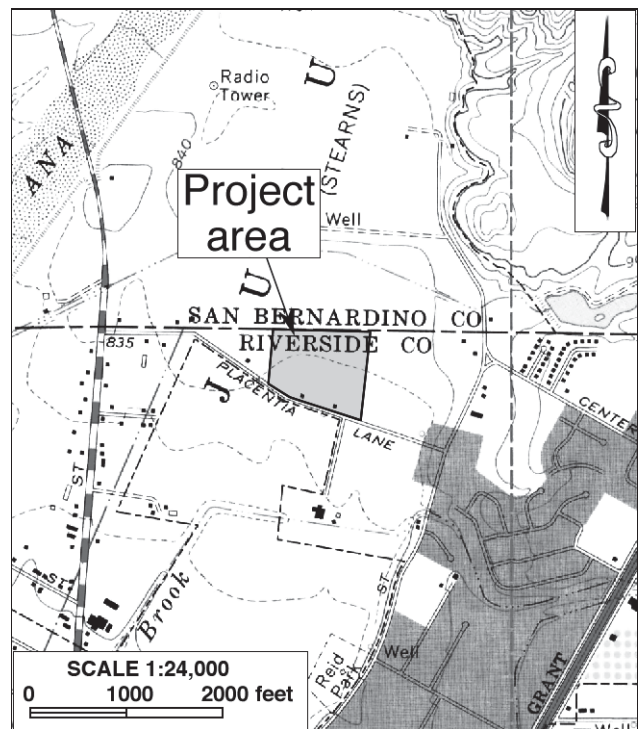 Radio
Tower
U
(STEARNS)
ANA
840
Project
area
Well
U
SAN BERNARDINO CO
RIVERSIDE CO
835
PLACENTIA
LANE
J
CENTER
ST
ST
Brook
ST
Well
Reid
Park
GRANT
SCALE 1:24,000
0 1000 2000 feet